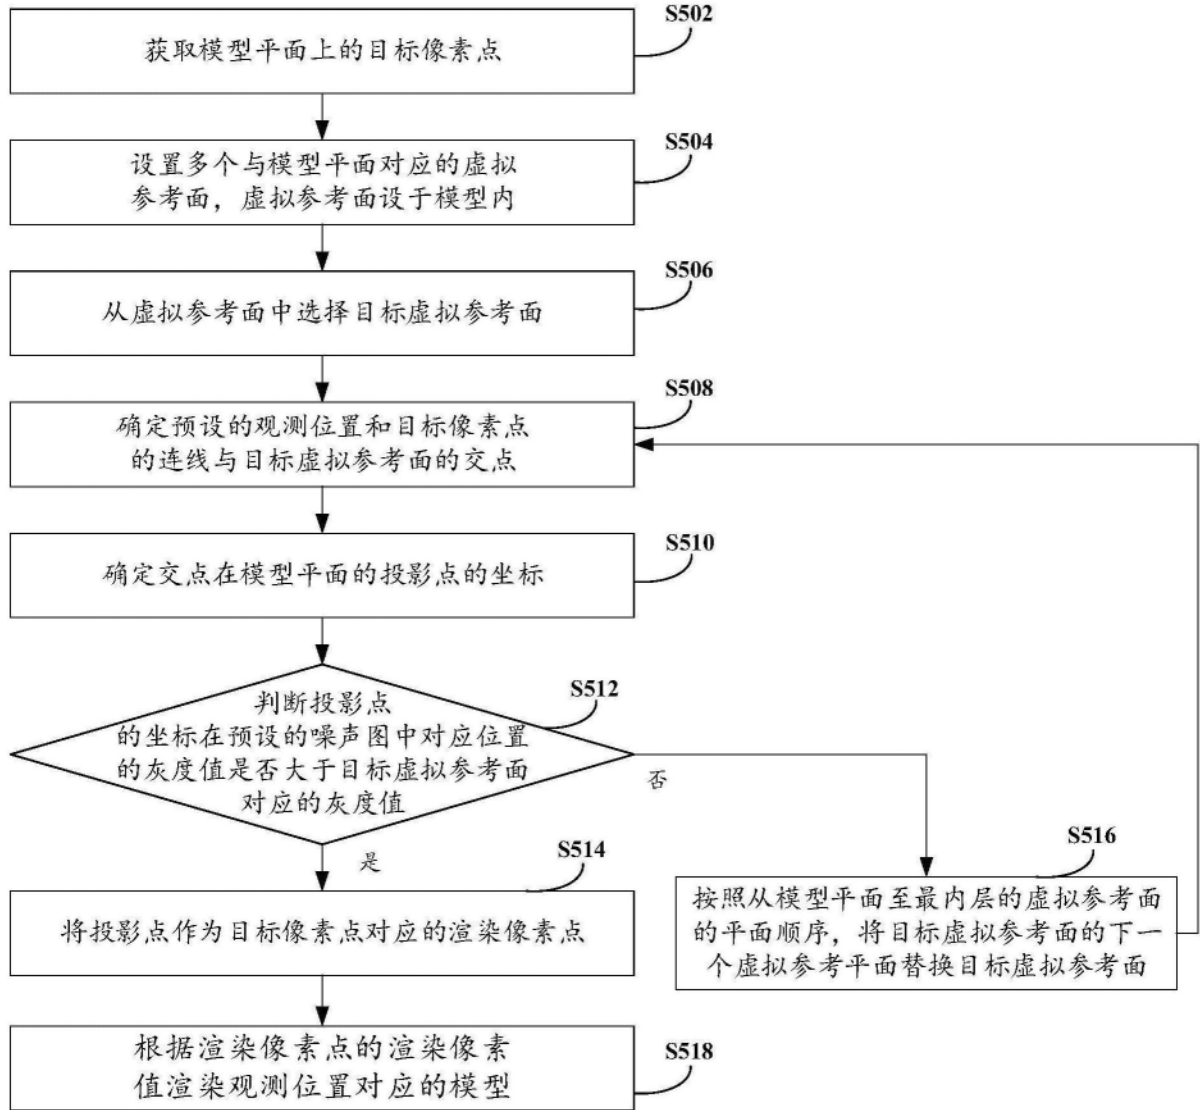 S502
获取模型平面上的目标像素点
S504
设置多个与模型平面对应的虚拟
参考面，虚拟参考面设于模型内
S506
从虚拟参考面中选择目标虚拟参考面
S508
确定预设的观测位置和目标像素点
的连线与目标虚拟参考面的交点
S510
确定交点在模型平面的投影点的坐标
S512
判断投影点
的坐标在预设的噪声图中对应位置
的灰度值是否大于目标虚拟参考面
对应的灰度值
否
是
S514
将投影点作为目标像素点对应的渲染像素点
S516
按照从模型平面至最内层的虚拟参考面
的平面顺序，将目标虚拟参考面的下一
个虚拟参考平面替换目标虚拟参考面
S518
根据渲染像素点的渲染像素
值渲染观测位置对应的模型